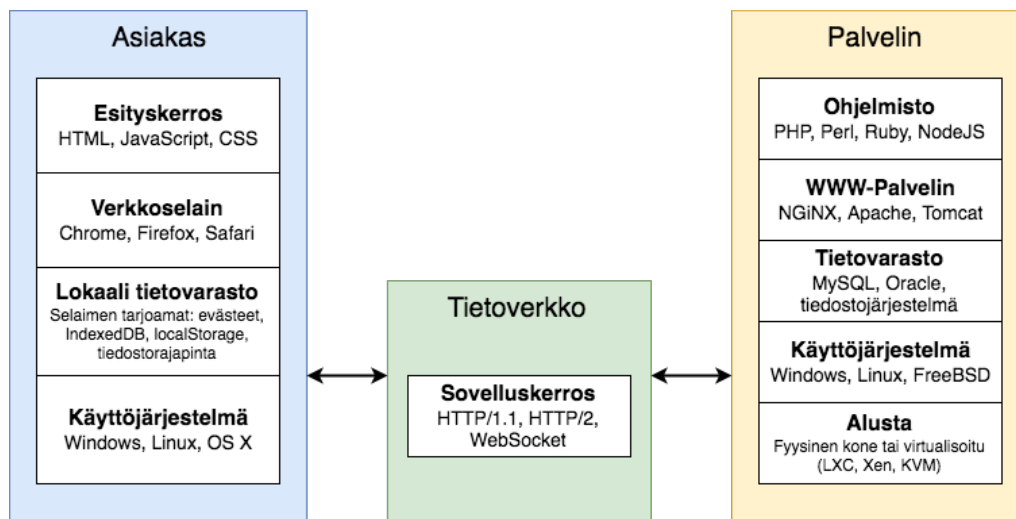 Asiakas
Esityskerros
HTML, JavaScript, CSS
Verkkoselain
Chrome, Firefox, Safari
Lokaali tietovarasto
Selaimen tarjoamat: evästeet,
IndexedDB, localStorage,
tiedostorajapinta
Käyttöjärjestelmä
Windows, Linux, OS X
Tietoverkko
Sovelluskerros
HTTP/1.1, HTTP/2,
WebSocket
Palvelin
Ohjelmisto
PHP, Perl, Ruby, NodeJS
WWW-Palvelin
NGiNX, Apache, Tomcat
Tietovarasto
MySQL, Oracle,
tiedostojärjestelmä
Käyttöjärjestelmä
Windows, Linux, FreeBSD
Alusta
Fyysinen kone tai virtualisoitu
(LXC, Xen, KVM)